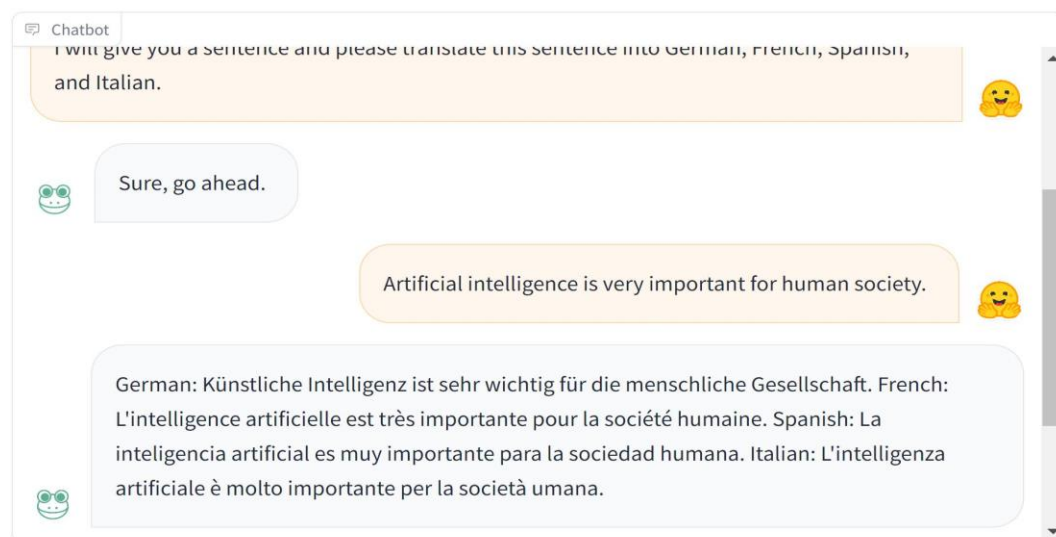 Chatbot
I will give you a sentence and please translate this sentence into German, French, Spanish,
and Italian.
Sure, go ahead.
Artificial intelligence is very important for human society.
German: Künstliche Intelligenz ist sehr wichtig für die menschliche Gesellschaft. French:
L'intelligence artificielle est très importante pour la société humaine. Spanish: La
inteligencia artificial es muy importante para la sociedad humana. Italian: L'intelligenza
artificiale è molto importante per la società umana.